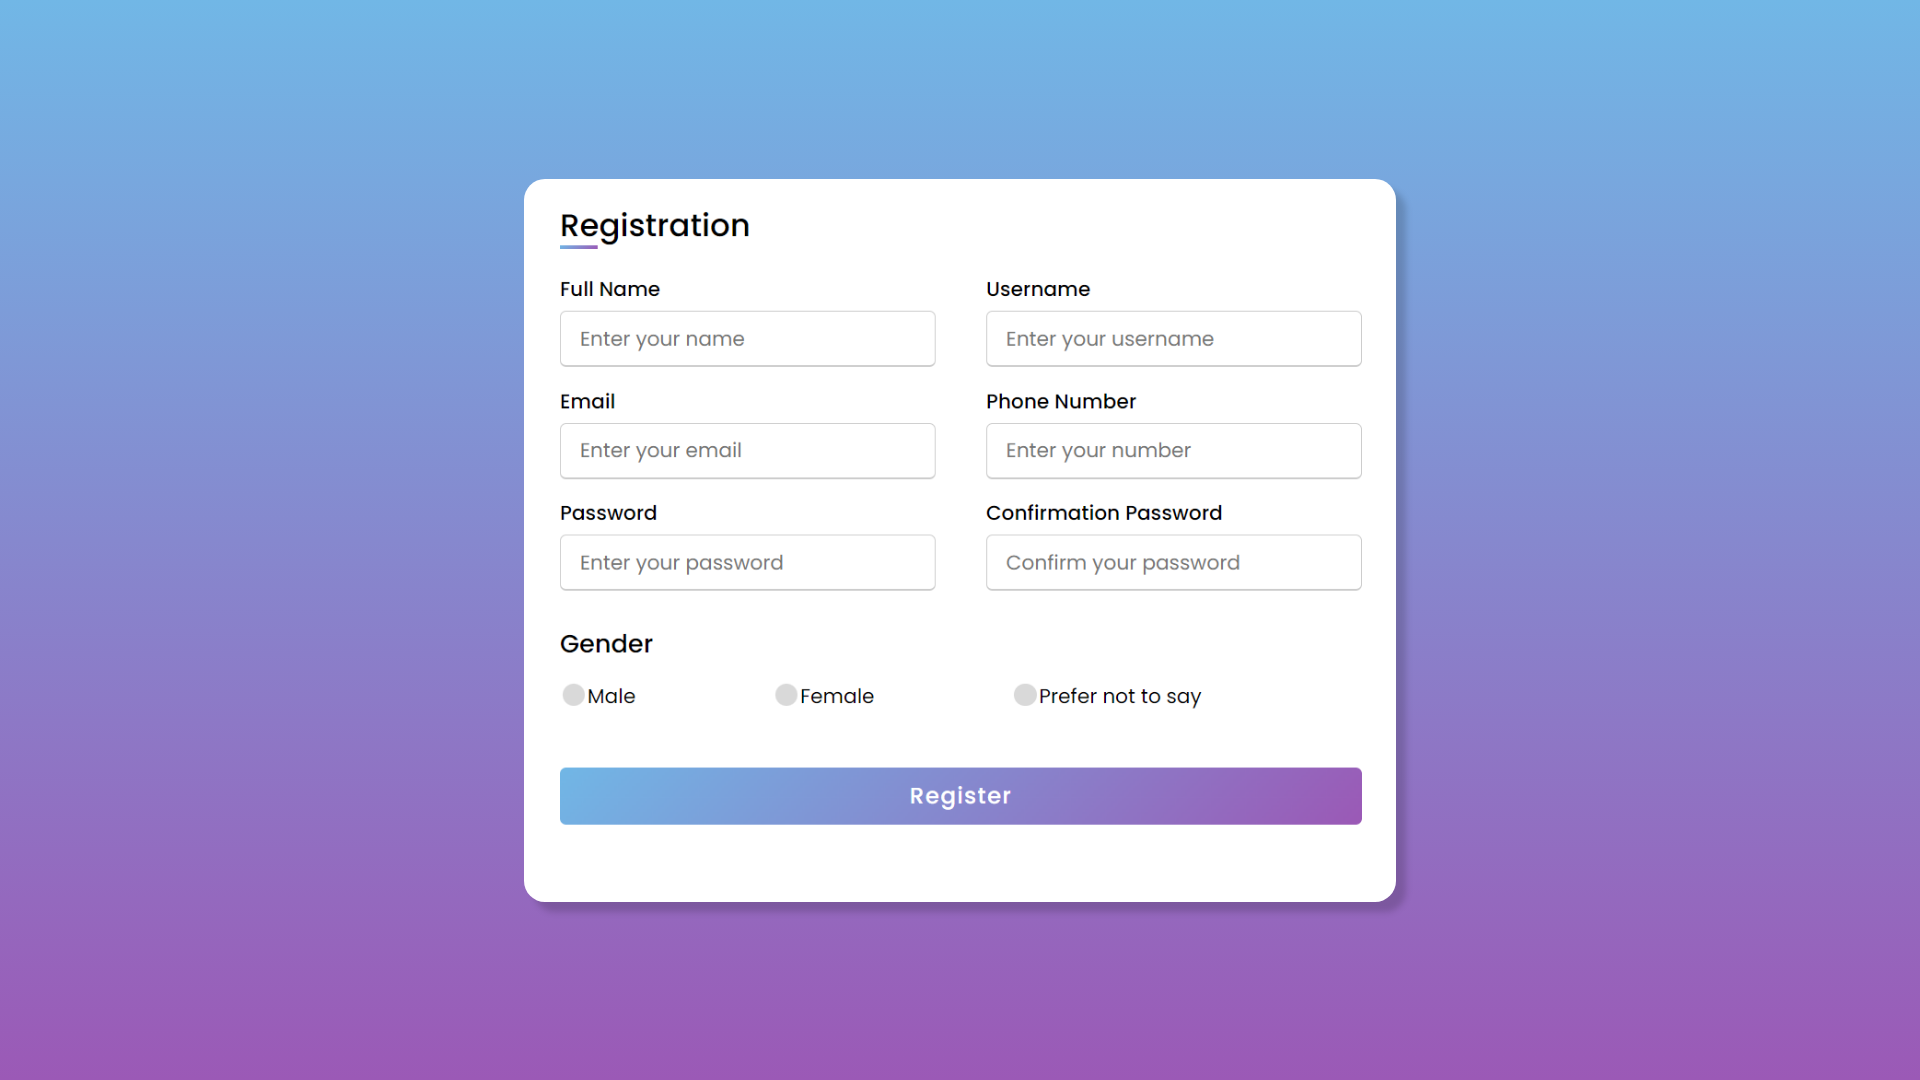 Registration
Full Name
Username
Enter your name
Enter your username
Email
Phone Number
Enter your email
Enter your number
Password
Confirmation Password
Enter your password
Confirm your password
Gender
Male
Female
Prefer not to say
Register